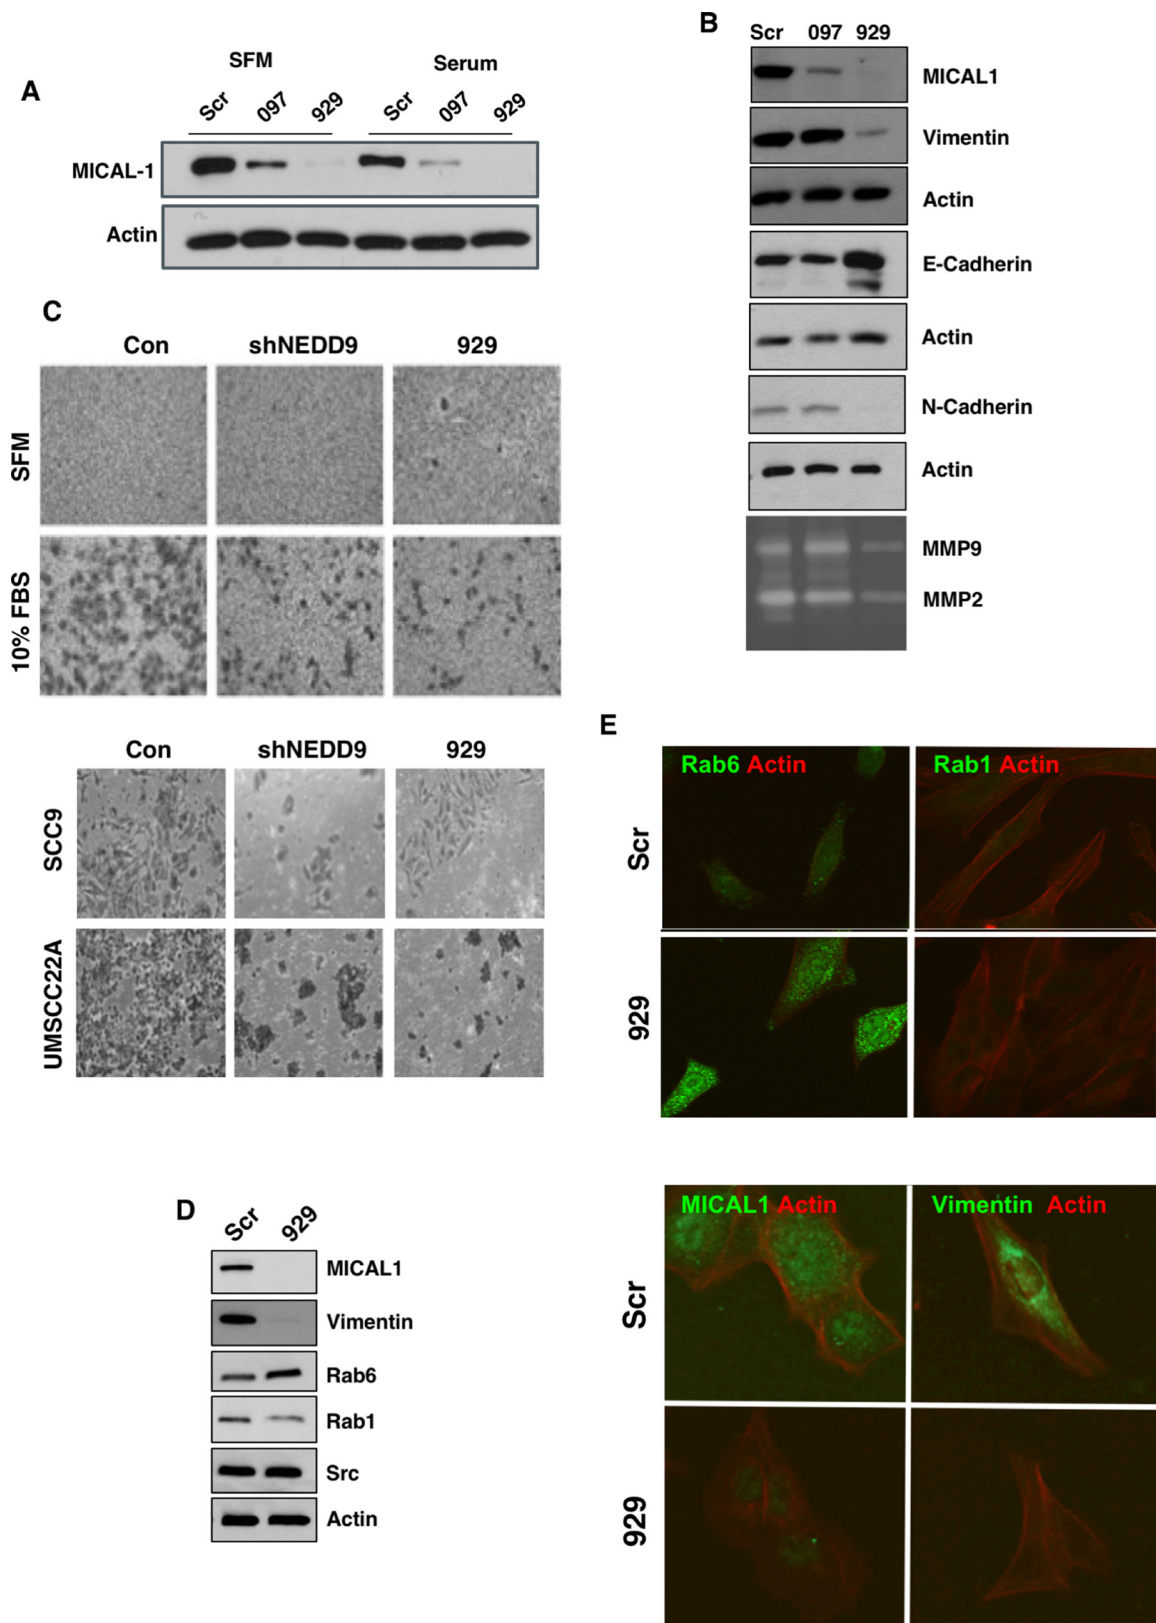 A
SFM Serum
Scr 097 929 Scr 097 929
MICAL-1
Actin
B
Scr 097 929
MICAL1
Vimentin
Actin
E-Cadherin
Actin
N-Cadherin
Actin
MMP9
MMP2
C
Con shNEDD9 929
SFM
10% FBS
Con shNEDD9 929
SCC9
UMSCC22A
D
Scr 929
MICAL1
Vimentin
Rab6
Rab1
Src
Actin
E
Rab6 Actin Rab1 Actin
Scr
929
MICAL1 Actin Vimentin Actin
Scr
929